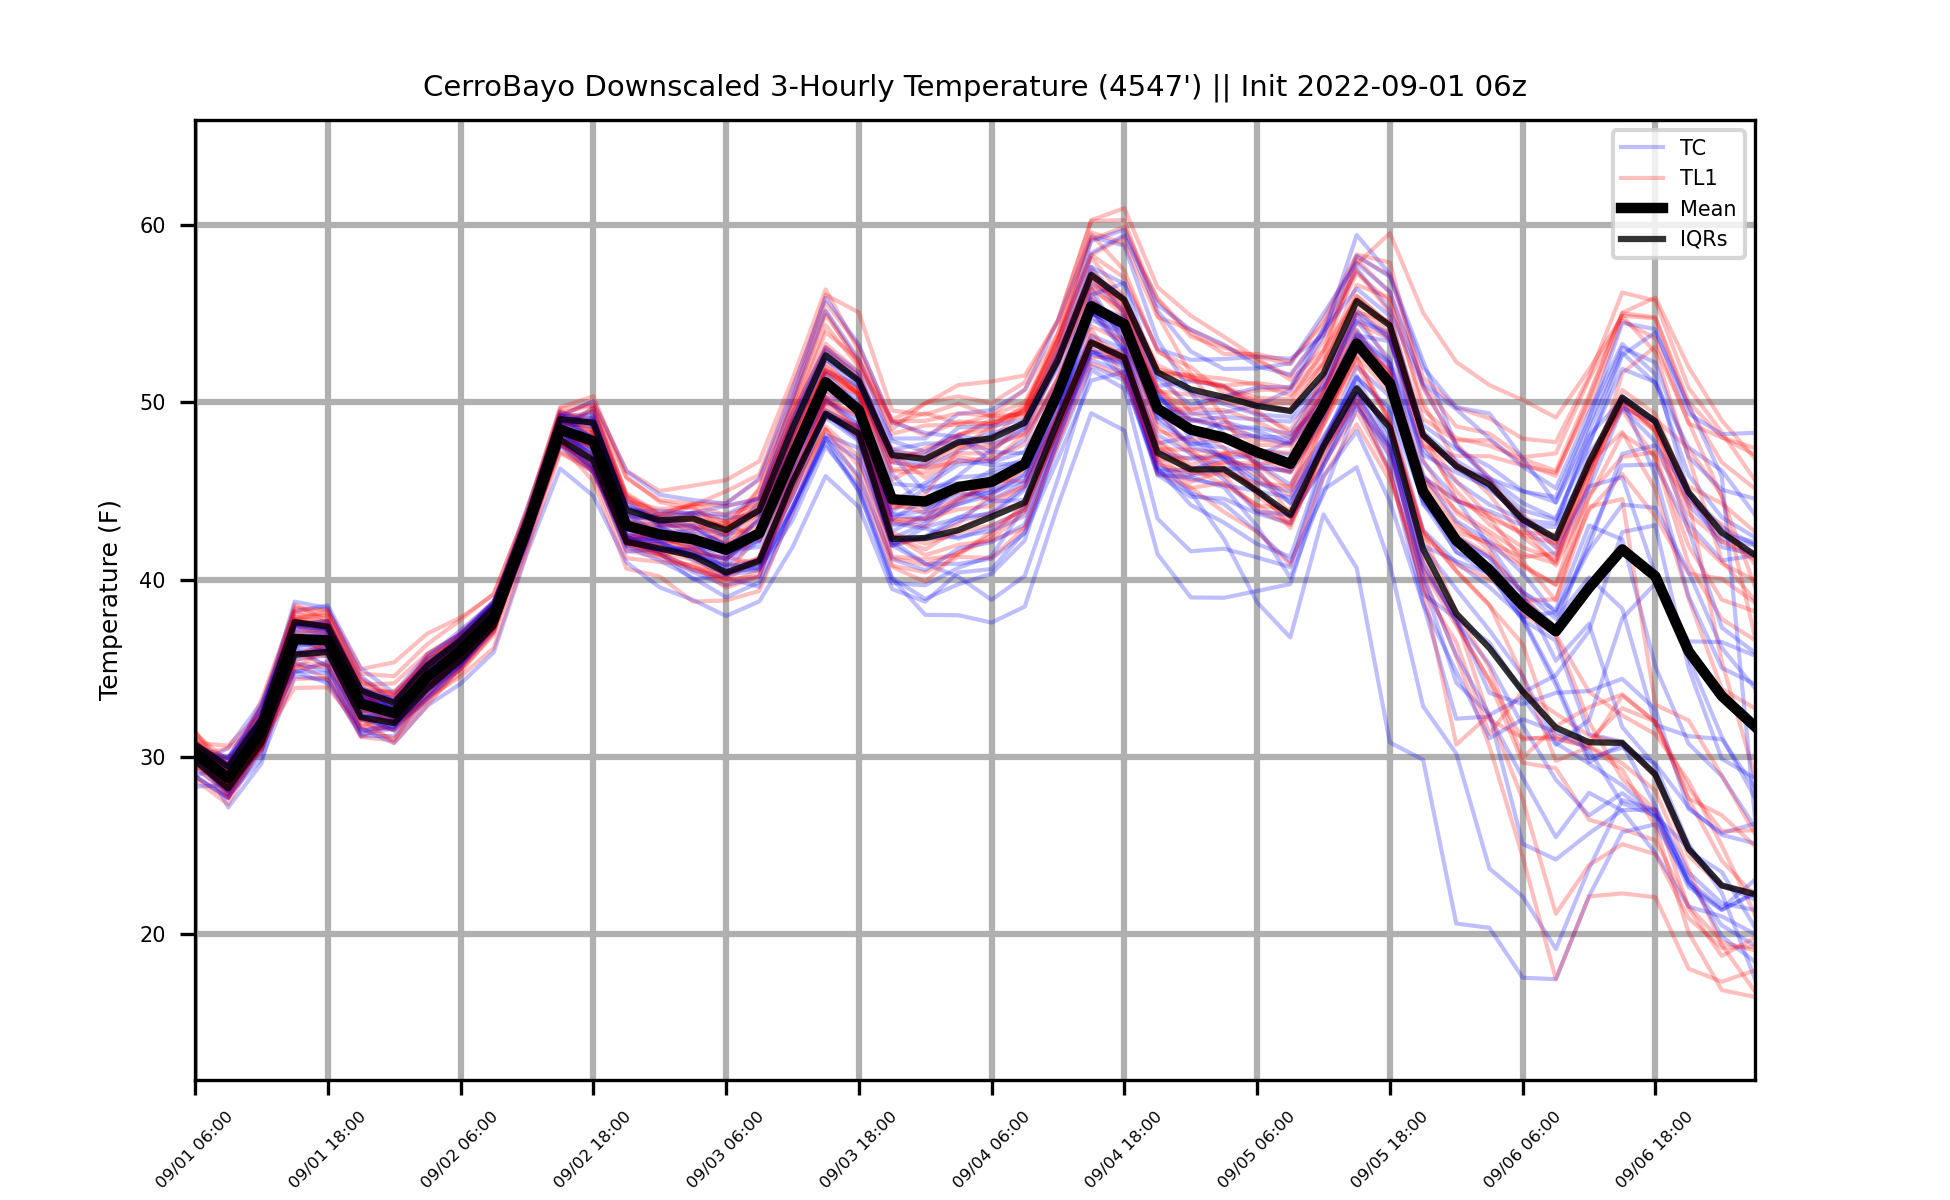 CerroBayo Downscaled 3-Hourly Temperature (4547') || Init 2022-09-01 06z
TC
TL1
Mean
IQRs
Temperature (F)
60
50
40
30
20
09/01 06:00
09/01 18:00
09/02 06:00
09/02 18:00
09/03 06:00
09/03 18:00
09/04 06:00
09/04 18:00
09/05 06:00
09/05 18:00
09/06 06:00
09/06 18:00